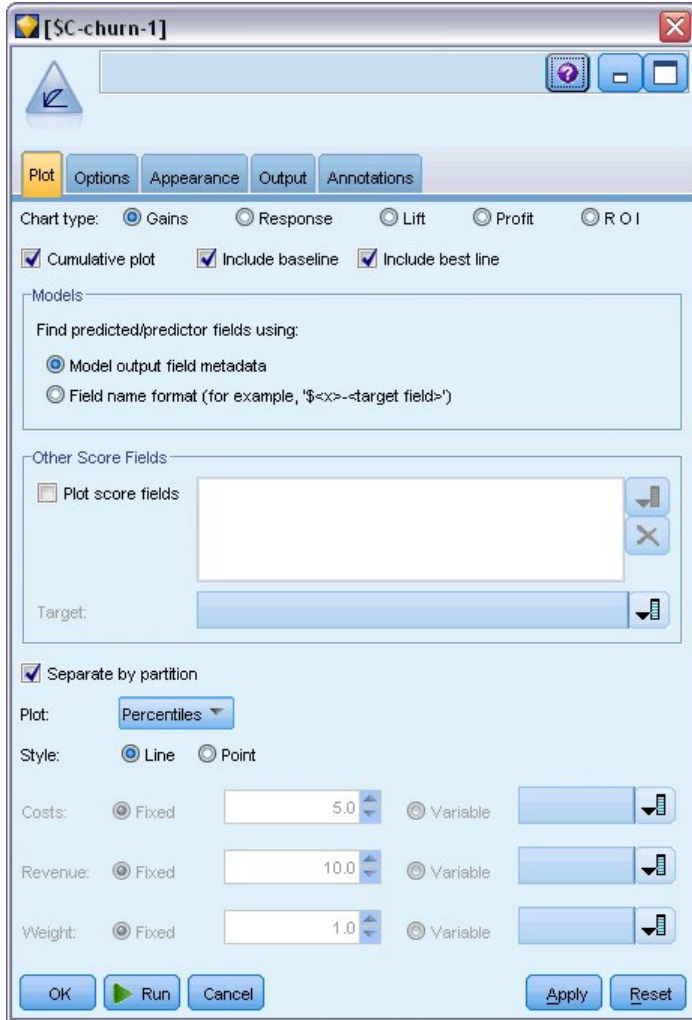 [$C-churn-1]
?
Plot Options Appearance Output Annotations
Chart type: Gains Response Lift Profit R O I
Cumulative plot Include baseline Include best line
Models
Find predicted/predictor fields using:
Model output field metadata
Field name format (for example, '$<x>-<target field>')
Other Score Fields
Plot score fields
Target:
Separate by partition
Plot: Percentiles
Style: Line Point
Costs: Fixed 5.0 Variable
Revenue: Fixed 10.0 Variable
Weight: Fixed 1.0 Variable
OK Run Cancel Apply Reset